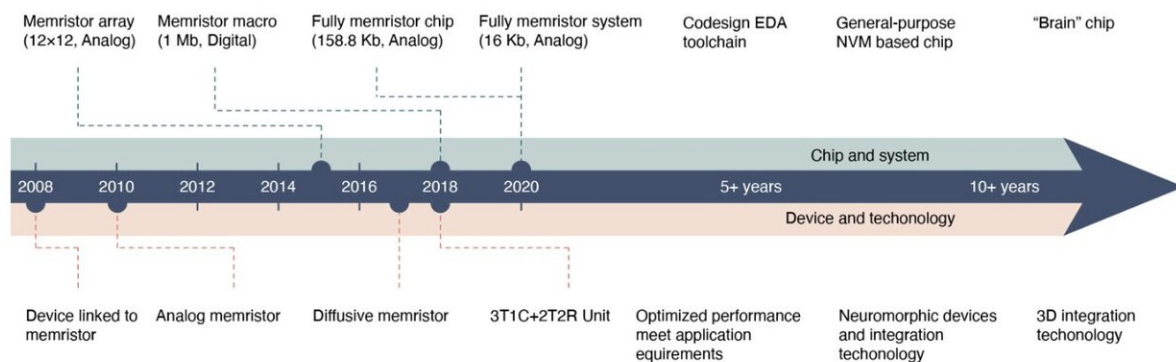 Memristor array
(12×12, Analog)
Memristor macro
(1 Mb, Digital)
Fully memristor chip
(158.8 Kb, Analog)
Fully memristor system
(16 Kb, Analog)
Codesign EDA
toolchain
General-purpose
NVM based chip
“Brain” chip
Chip and system
2008
2010
2012
2014
2016
2018
2020
5+ years
10+ years
Device and techonology
Device linked to
memristor
Analog memristor
Diffusive memristor
3T1C+2T2R Unit
Optimized performance
meet application
equirements
Neuromorphic devices
and integration
techonology
3D integration
techonology